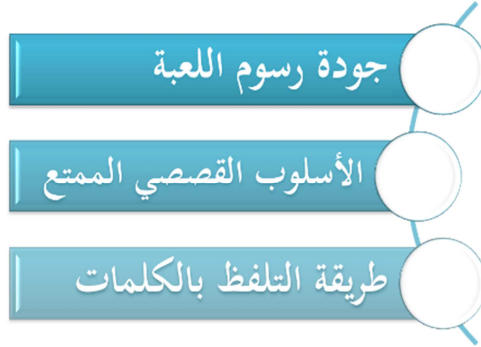 جودة رسوم اللعبة
الأسلوب القصصي الممتع
طريقة التلفظ بالكلمات